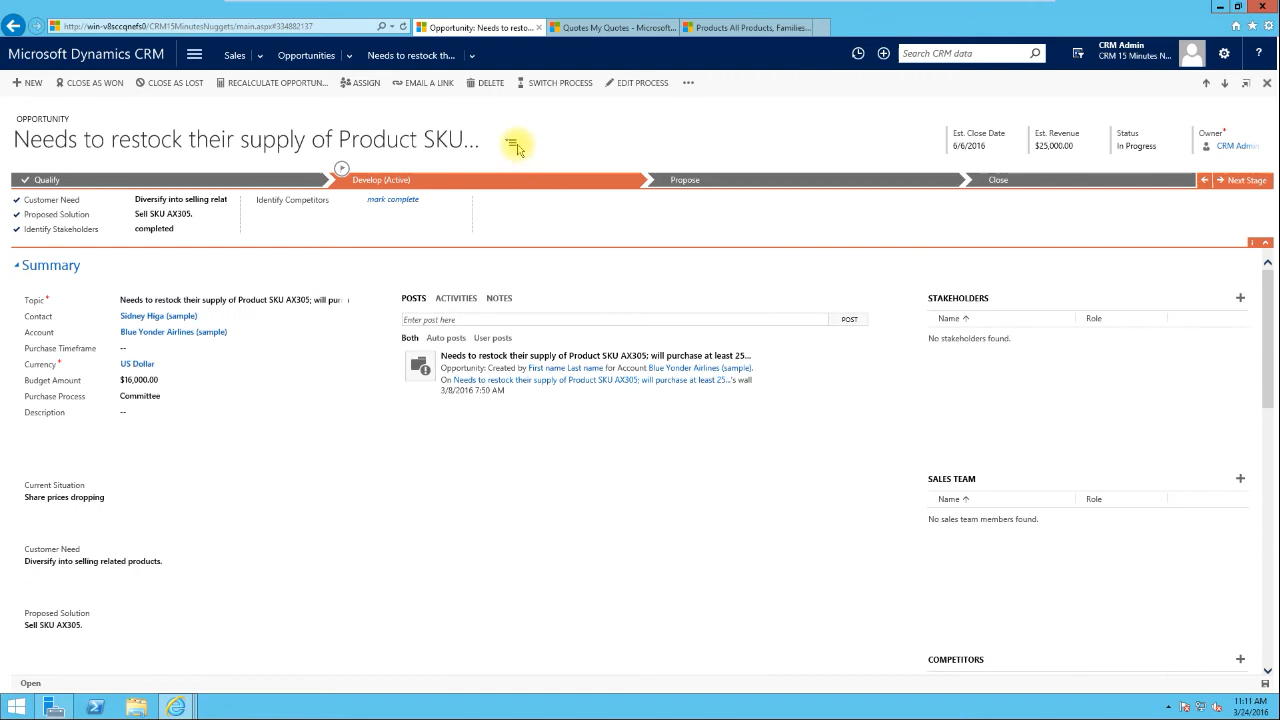 http://win-v8sccqnefs0/CRM15MinutesNuggets/main.aspx#334882137
Opportunity: Needs to resto...
Quotes My Quotes - Microsoft...
Products All Products, Families...
Microsoft Dynamics CRM
Sales
Opportunities
Needs to restock th...
Search CRM data
CRM Admin
CRM 15 Minutes N...
?
NEW
CLOSE AS WON
CLOSE AS LOST
RECALCULATE OPPORTUN...
ASSIGN
EMAIL A LINK
DELETE
SWITCH PROCESS
EDIT PROCESS
OPPORTUNITY
Needs to restock their supply of Product SKU...
Est. Close Date
6/6/2016
Est. Revenue
$25,000.00
Status
In Progress
Owner*
CRM Admin
Qualify
Develop (Active)
Propose
Close
Next Stage
Customer Need
Diversify into selling relat
Identify Competitors
mark complete
Proposed Solution
Sell SKU AX305.
Identify Stakeholders
completed
Summary
Topic*
Needs to restock their supply of Product SKU AX305; will pur
Contact
Sidney Higa (sample)
Account
Blue Yonder Airlines (sample)
Purchase Timeframe
--
Currency*
US Dollar
Budget Amount
$16,000.00
Purchase Process
Committee
Description
--
Current Situation
Share prices dropping
Customer Need
Diversify into selling related products.
Proposed Solution
Sell SKU AX305.
POSTS
ACTIVITIES
NOTES
Enter post here
POST
Both
Auto posts
User posts
Needs to restock their supply of Product SKU AX305; will purchase at least 25...
Opportunity: Created by First name Last name for Account Blue Yonder Airlines (sample).
On Needs to restock their supply of Product SKU AX305; will purchase at least 25...'s wall
3/8/2016 7:50 AM
STAKEHOLDERS
Name
Role
No stakeholders found.
SALES TEAM
Name
Role
No sales team members found.
COMPETITORS
Open
11:11 AM
3/24/2016